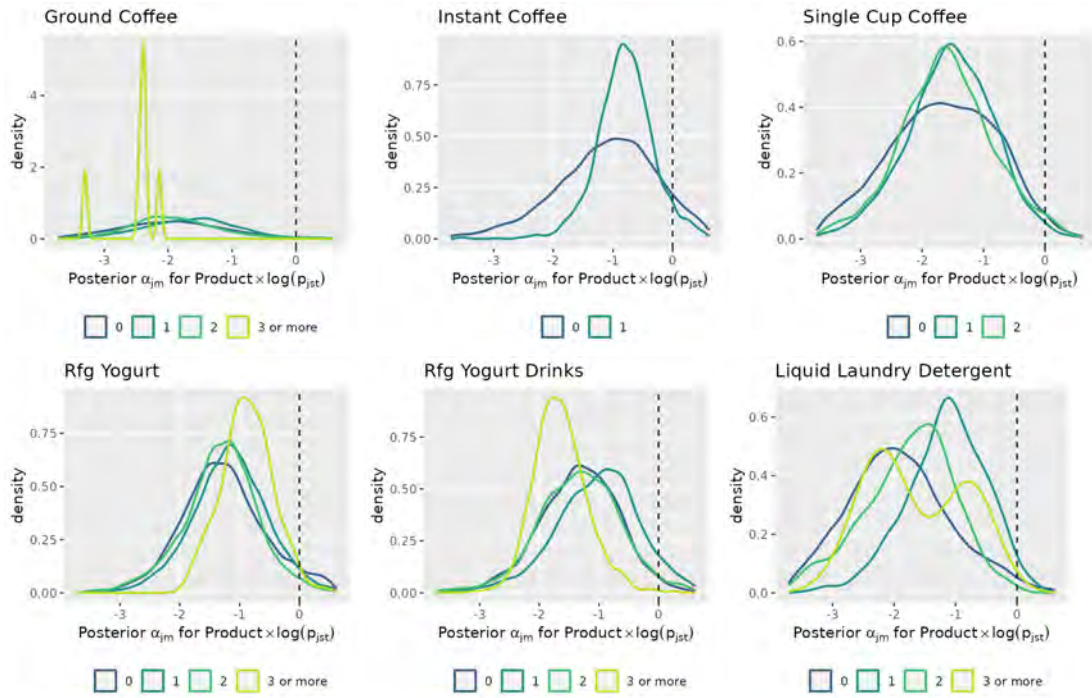 Ground Coffee
Instant Coffee
Single Cup Coffee
density
4
2
0
-3 -2 -1 0
Posterior αjm for Product×log(pjst)
0 1 2 3 or more
density
0.75
0.50
0.25
0.00
-3 -2 -1 0
Posterior αjm for Product×log(pjst)
0 1
density
0.6
0.4
0.2
0.0
-3 -2 -1 0
Posterior αjm for Product×log(pjst)
0 1 2
Rfg Yogurt
Rfg Yogurt Drinks
Liquid Laundry Detergent
density
0.75
0.50
0.25
0.00
-3 -2 -1 0
Posterior αjm for Product×log(pjst)
0 1 2 3 or more
density
0.75
0.50
0.25
0.00
-3 -2 -1 0
Posterior αjm for Product×log(pjst)
0 1 2 3 or more
density
0.6
0.4
0.2
0.0
-3 -2 -1 0
Posterior αjm for Product×log(pjst)
0 1 2 3 or more